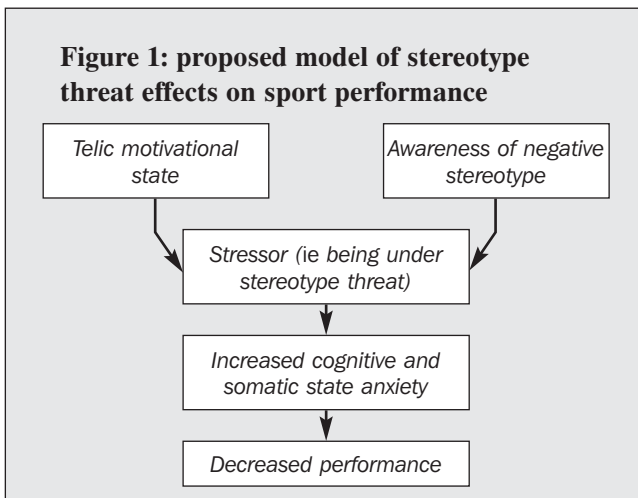 Figure 1: proposed model of stereotype
threat effects on sport performance
Telic motivational
state
Awareness of negative
stereotype
Stressor (ie being under
stereotype threat)
Increased cognitive and
somatic state anxiety
Decreased performance